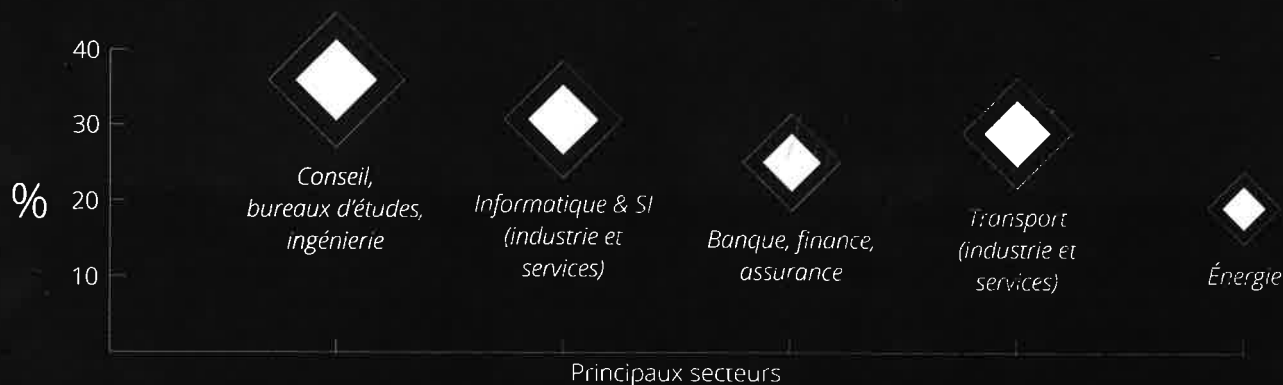 40
30
%
20
10
Conseil,
bureaux d'études,
ingénierie
Informatique & SI
(industrie et
services)
Banque, finance,
assurance
Transport
(industrie et
services)
Énergie
Principaux secteurs